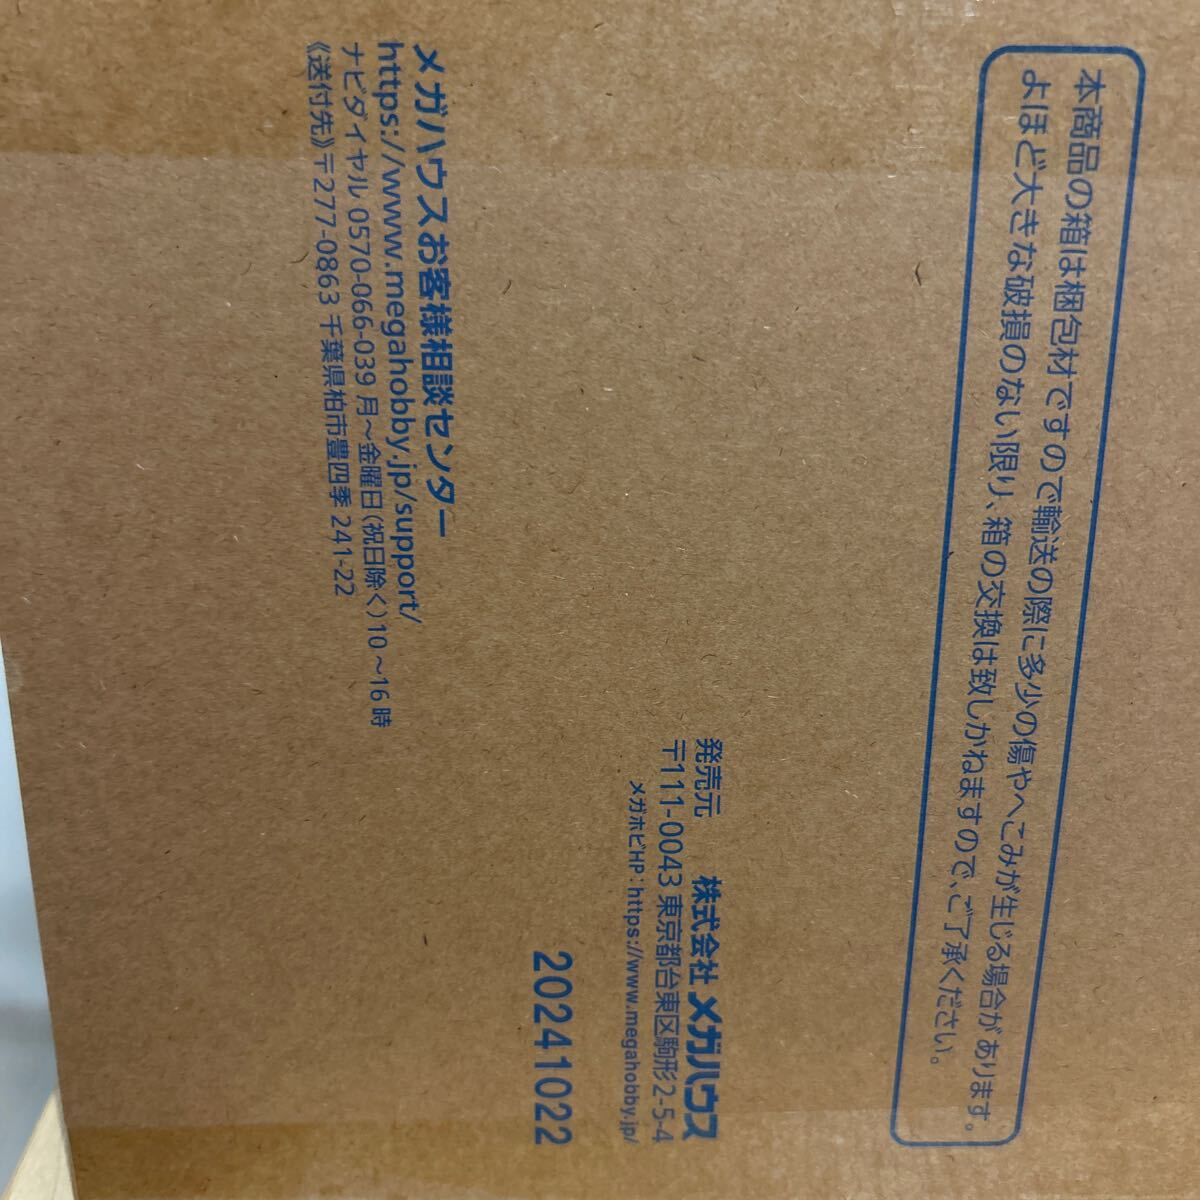 本商品の箱は梱包材ですので輸送の際に多少の傷やへこみが生じる場合があります。
よほど大きな破損のない限り、箱の交換は致しかねますので、ご了承ください。
メガハウスお客様相談センター
https://www.megahobby.jp/support/
ナビダイヤル 0570-066-039 月～金曜日(祝日除く)10～16時
《送付先》〒277-0863 千葉県柏市豊四季 241-22
発売元 株式会社 メガハウス
〒111-0043 東京都台東区駒形2-5-4
メガホビHP：https://www.megahobby.jp/
20241022